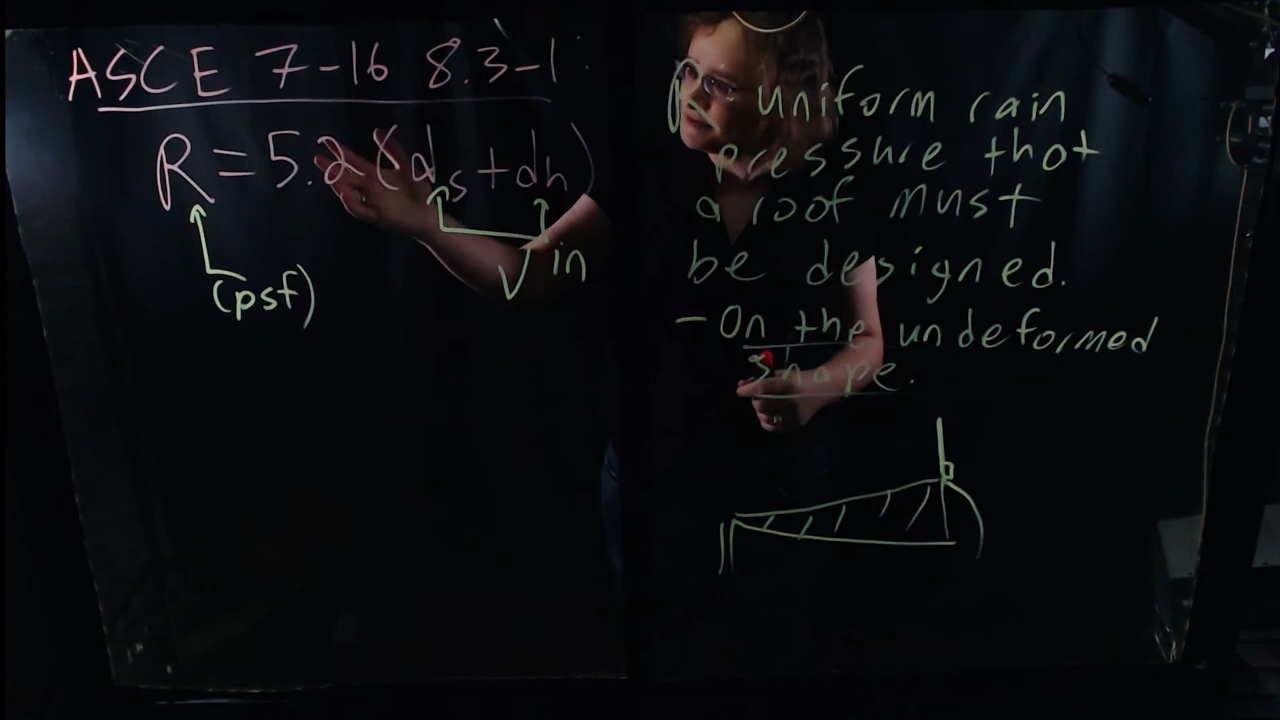 ASCE 7-16 8.3-1:
R = 5.2(ds + dh)
(psf)
in
R - uniform rain
pressure that
a roof must
be designed.
- On the undeformed
shape.